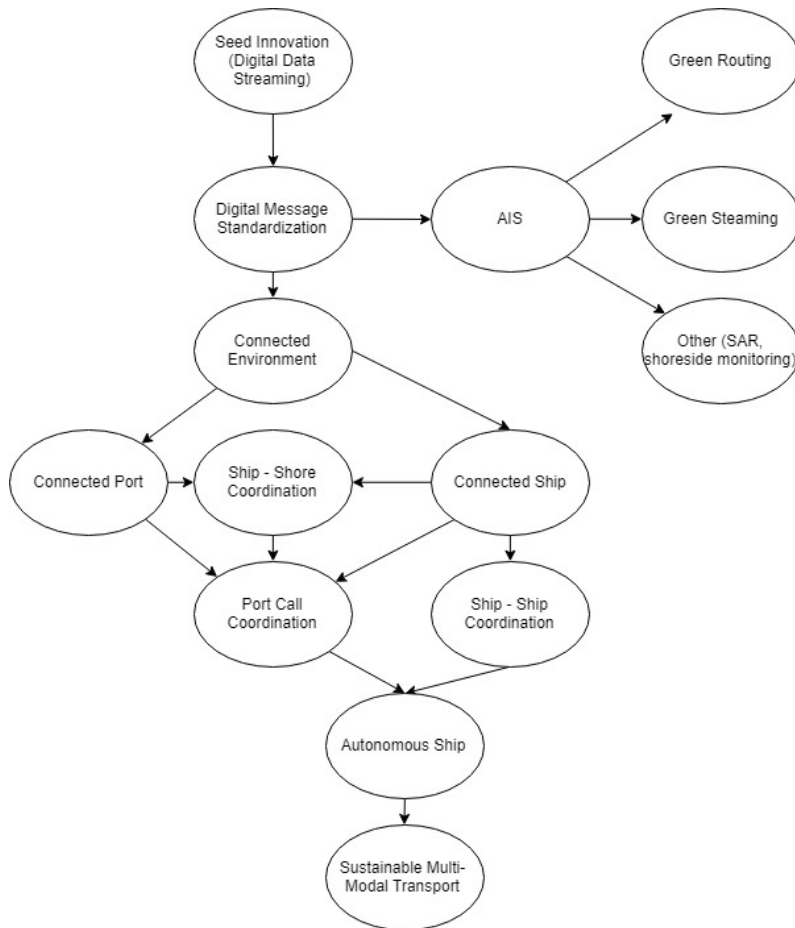 Seed Innovation
(Digital Data
Streaming)
Green Routing
Digital Message
Standardization
AIS
Green Steaming
Connected
Environment
Other (SAR,
shoreside monitoring)
Connected Port
Ship - Shore
Coordination
Connected Ship
Port Call
Coordination
Ship - Ship
Coordination
Autonomous Ship
Sustainable Multi-
Modal Transport